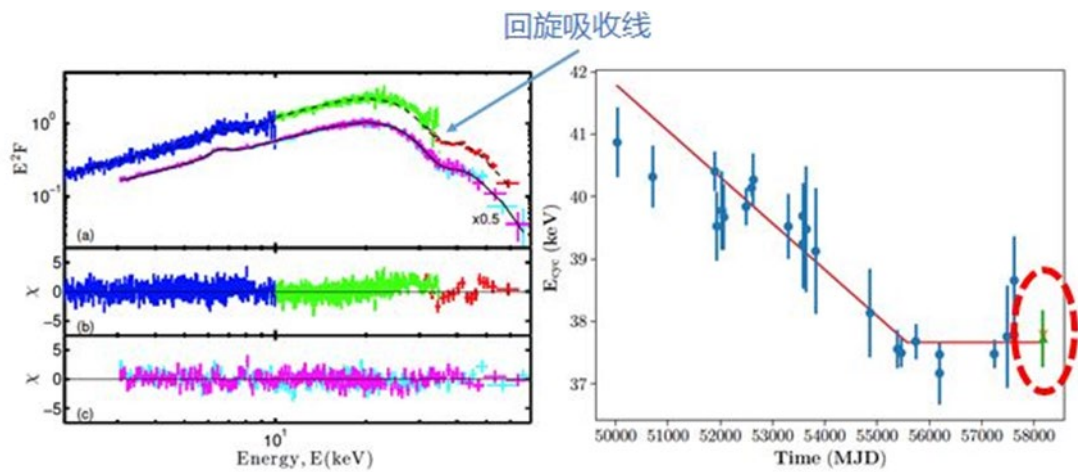 回旋吸收线
E²F
10⁰
10⁻¹
(a)
x0.5
χ
5
0
−5
(b)
χ
5
0
−5
(c)
10¹
Energy, E(keV)
E_cyc (keV)
42
41
40
39
38
37
50000 51000 52000 53000 54000 55000 56000 57000 58000
Time (MJD)